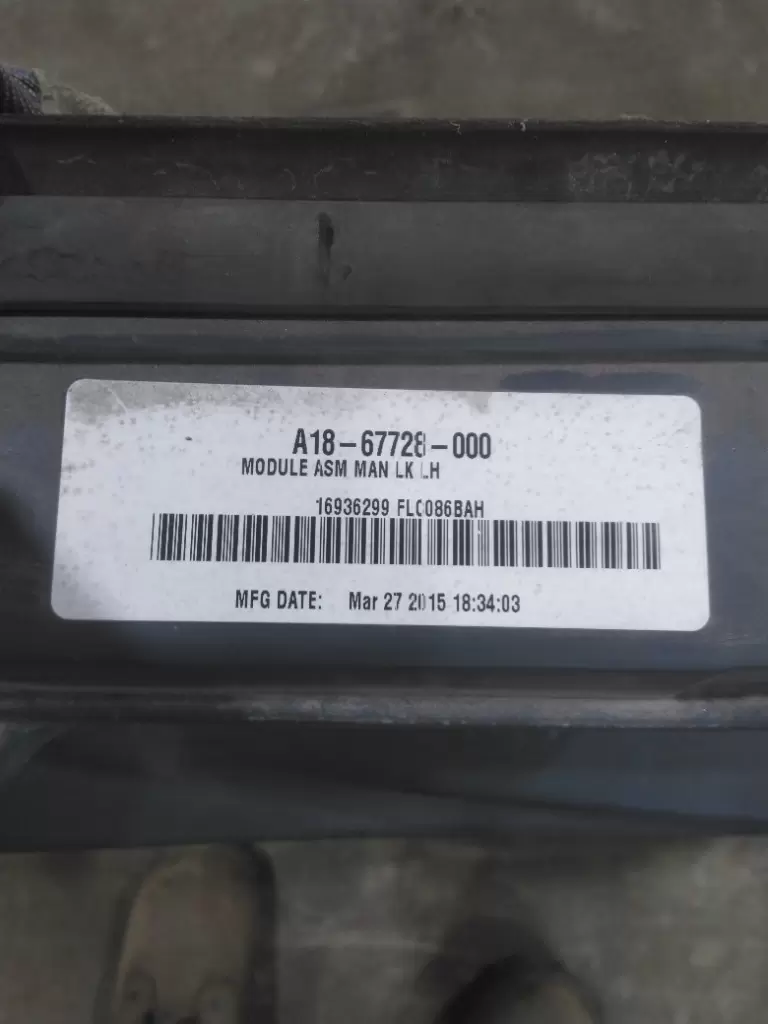 A18-67728-000
MODULE ASM MAN LK LH
16936299 FLC086BAH
MFG DATE: Mar 27 2015 18:34:03